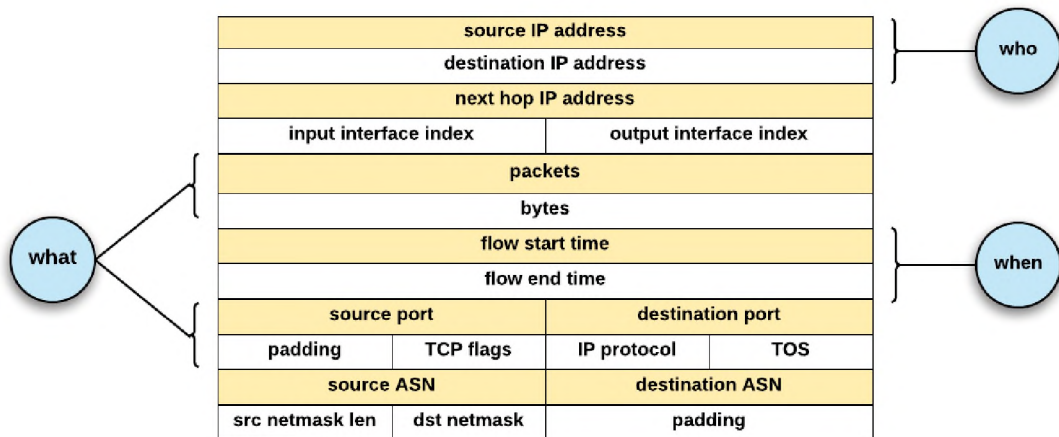 source IP address
who
destination IP address
next hop IP address
input interface index
output interface index
packets
bytes
what
flow start time
when
flow end time
source port
destination port
padding
TCP flags
IP protocol
TOS
source ASN
destination ASN
src netmask len
dst netmask
padding